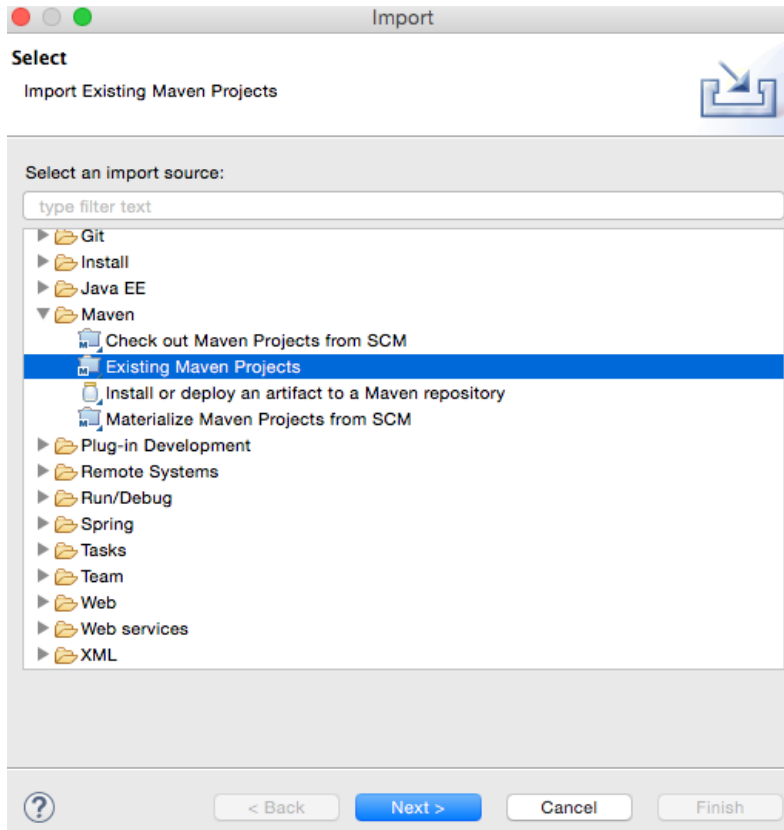 Import
Select
Import Existing Maven Projects
Select an import source:
type filter text
Git
Install
Java EE
Maven
Check out Maven Projects from SCM
Existing Maven Projects
Install or deploy an artifact to a Maven repository
Materialize Maven Projects from SCM
Plug-in Development
Remote Systems
Run/Debug
Spring
Tasks
Team
Web
Web services
XML
? < Back Next > Cancel Finish